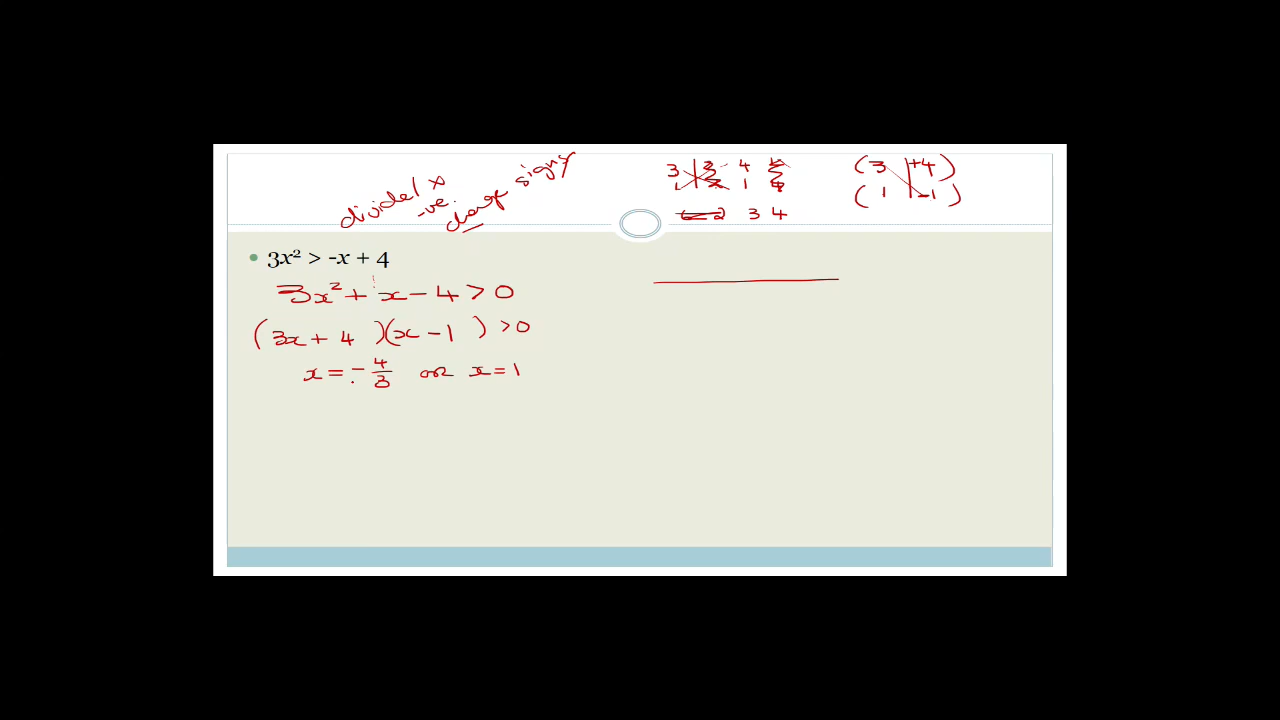 divide / x
-ve
change signs
3 4
1 1
2 3 4
(3 +4)
(1 -1)
3x² > -x + 4
3x² + x - 4 > 0
(3x + 4)(x - 1) > 0
x = - 4/3 or x = 1